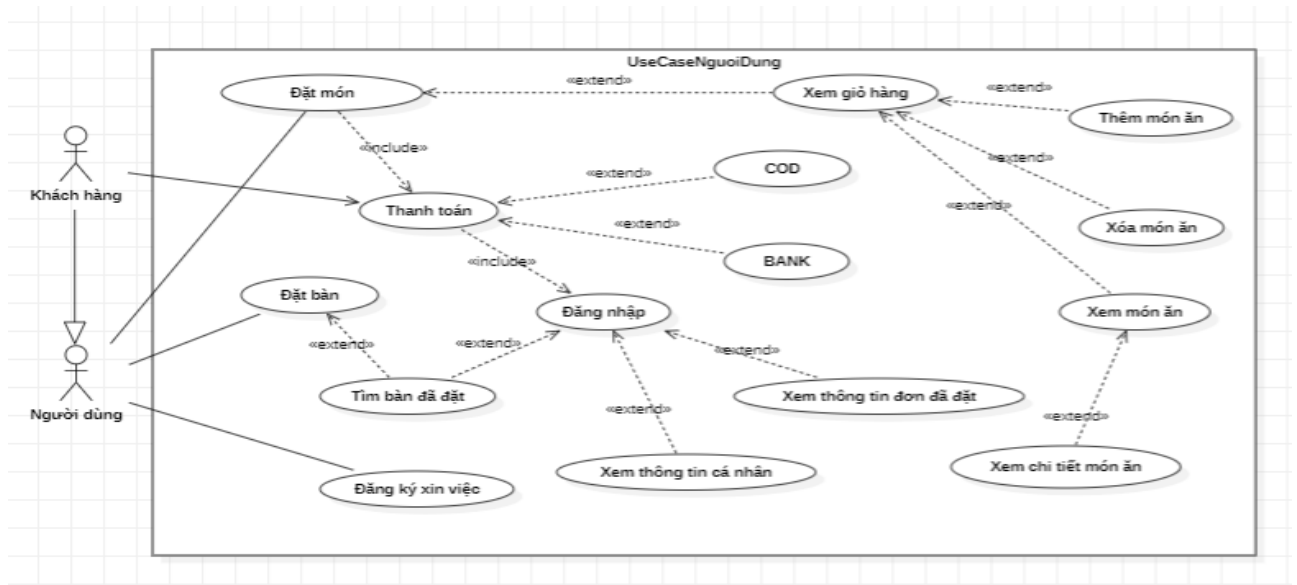 UseCaseNguoiDung
«extend»
Đặt món
Xem giỏ hàng
«extend»
Thêm món ăn
«include»
«extend»
COD
«extend»
Khách hàng
Thanh toán
«extend»
«extend»
Xóa món ăn
«include»
BANK
Đặt bàn
Đăng nhập
Xem món ăn
«extend»
«extend»
«extend»
Tìm bàn đã đặt
Xem thông tin đơn đã đặt
Người dùng
«extend»
«extend»
Xem thông tin cá nhân
Xem chi tiết món ăn
Đăng ký xin việc